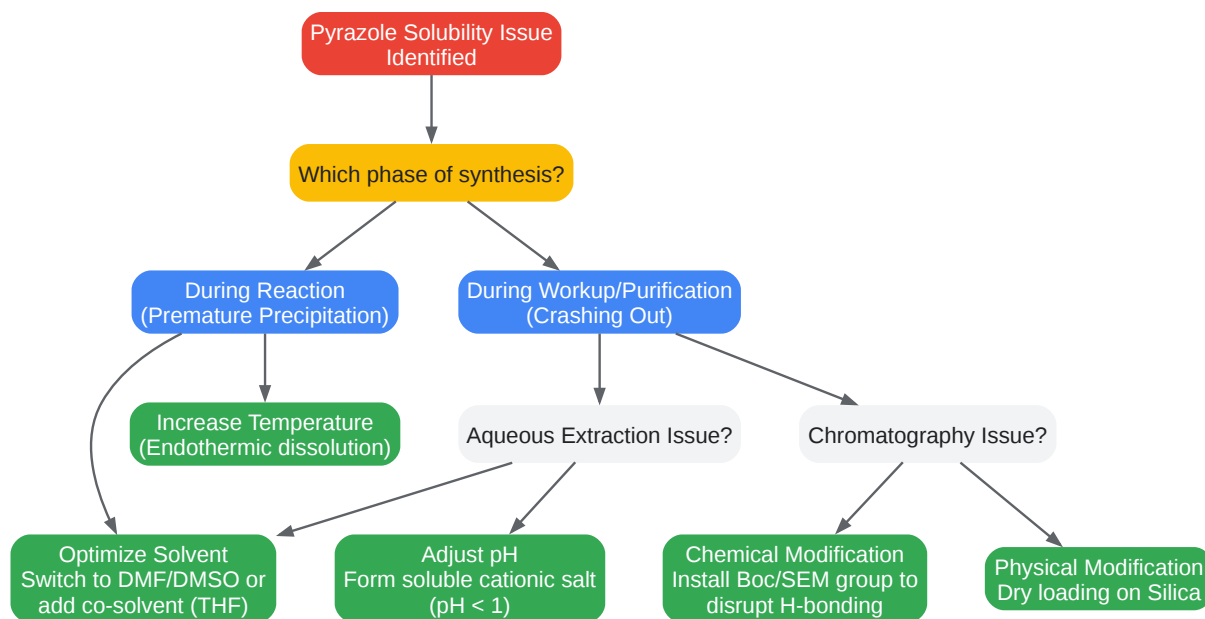 Pyrazole Solubility Issue
Identified
Which phase of synthesis?
During Reaction
(Premature Precipitation)
During Workup/Purification
(Crashing Out)
Increase Temperature
(Endothermic dissolution)
Aqueous Extraction Issue?
Chromatography Issue?
Optimize Solvent
Switch to DMF/DMSO or
add co-solvent (THF)
Adjust pH
Form soluble cationic salt
(pH < 1)
Chemical Modification
Install Boc/SEM group to
disrupt H-bonding
Physical Modification
Dry loading on Silica